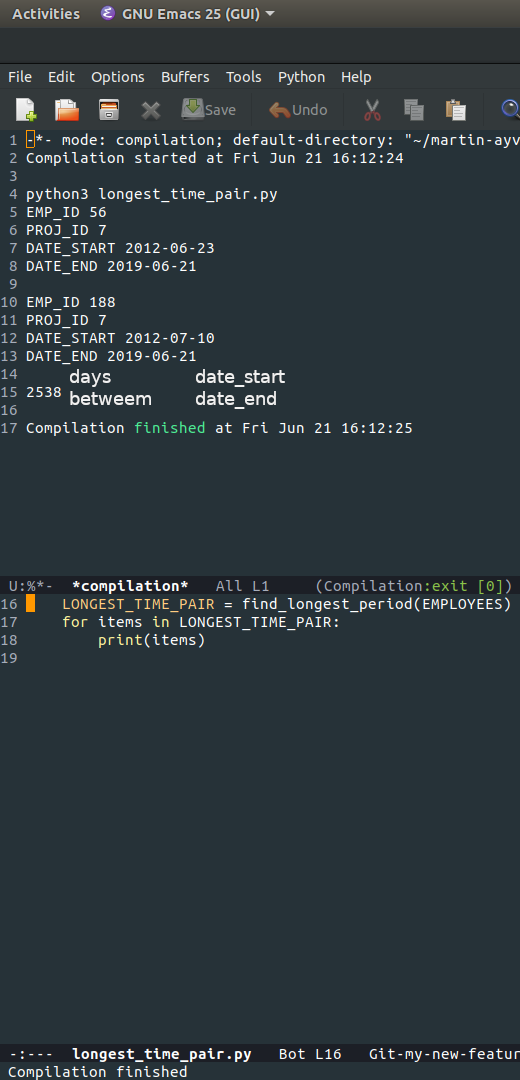 Activities GNU Emacs 25 (GUI)
File Edit Options Buffers Tools Python Help
Save Undo
1 -*- mode: compilation; default-directory: "~/martin-ayv
2 Compilation started at Fri Jun 21 16:12:24
3
4 python3 longest_time_pair.py
5 EMP_ID 56
6 PROJ_ID 7
7 DATE_START 2012-06-23
8 DATE_END 2019-06-21
9
10 EMP_ID 188
11 PROJ_ID 7
12 DATE_START 2012-07-10
13 DATE_END 2019-06-21
14 days date_start
15 2538 betweem date_end
16
17 Compilation finished at Fri Jun 21 16:12:25
U:%*- *compilation* All L1 (Compilation:exit [0])
16 LONGEST_TIME_PAIR = find_longest_period(EMPLOYEES)
17 for items in LONGEST_TIME_PAIR:
18 print(items)
19
-:--- longest_time_pair.py Bot L16 Git-my-new-featur
Compilation finished